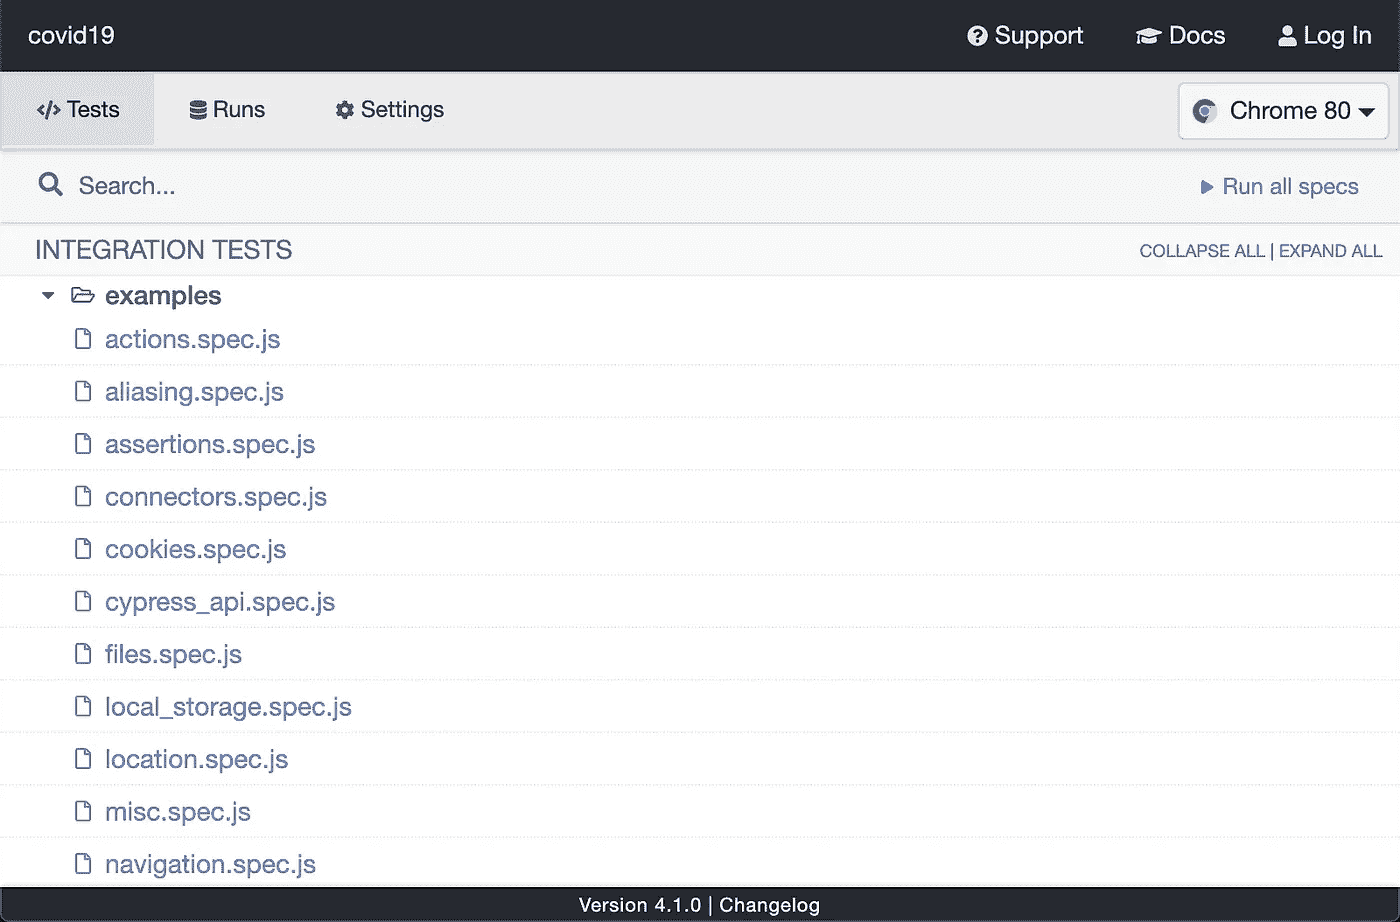 covid19 Support Docs Log In
</> Tests Runs Settings Chrome 80
Search... Run all specs
INTEGRATION TESTS COLLAPSE ALL | EXPAND ALL
examples
actions.spec.js
aliasing.spec.js
assertions.spec.js
connectors.spec.js
cookies.spec.js
cypress_api.spec.js
files.spec.js
local_storage.spec.js
location.spec.js
misc.spec.js
navigation.spec.js
Version 4.1.0 | Changelog